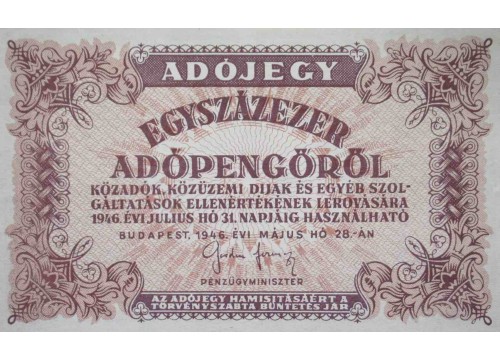 ADÓJEGY
EGYSZÁZEZER
ADÓPENGŐRŐL
KÖZADÓK, KÖZÜZEMI DIJAK ÉS EGYÉB SZOL-
GÁLTATÁSOK ELLENÉRTÉKÉNEK LEROVÁSÁRA
1946. ÉVI JULIUS HÓ 31. NAPJÁIG HASZNÁLHATÓ
BUDAPEST, 1946. ÉVI MÁJUS HÓ 28.-ÁN
PÉNZÜGYMINISZTER
AZ ADÓJEGY HAMISITÁSÁÉRT A
TÖRVÉNYSZABTA BÜNTETÉS JÁR